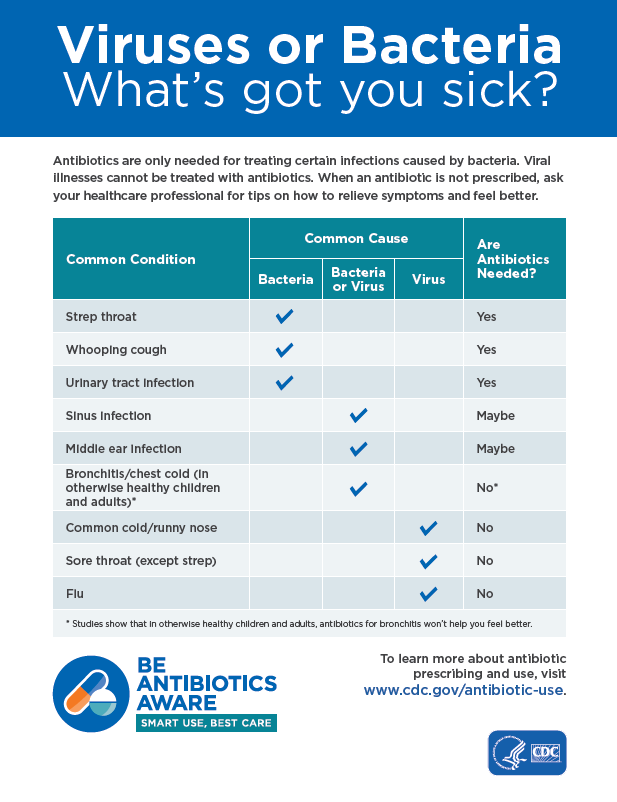 Viruses or Bacteria
What's got you sick?
Antibiotics are only needed for treating certain infections caused by bacteria. Viral
illnesses cannot be treated with antibiotics. When an antibiotic is not prescribed, ask
your healthcare professional for tips on how to relieve symptoms and feel better.
Common Condition
Common Cause
Are
Antibiotics
Needed?
Bacteria
Bacteria
or Virus
Virus
Strep throat ✓ Yes
Whooping cough ✓ Yes
Urinary tract infection ✓ Yes
Sinus infection ✓ Maybe
Middle ear infection ✓ Maybe
Bronchitis/chest cold (in
otherwise healthy children
and adults)* ✓ No*
Common cold/runny nose ✓ No
Sore throat (except strep) ✓ No
Flu ✓ No
* Studies show that in otherwise healthy children and adults, antibiotics for bronchitis won't help you feel better.
BE
ANTIBIOTICS
AWARE
SMART USE, BEST CARE
To learn more about antibiotic
prescribing and use, visit
www.cdc.gov/antibiotic-use.
CDC